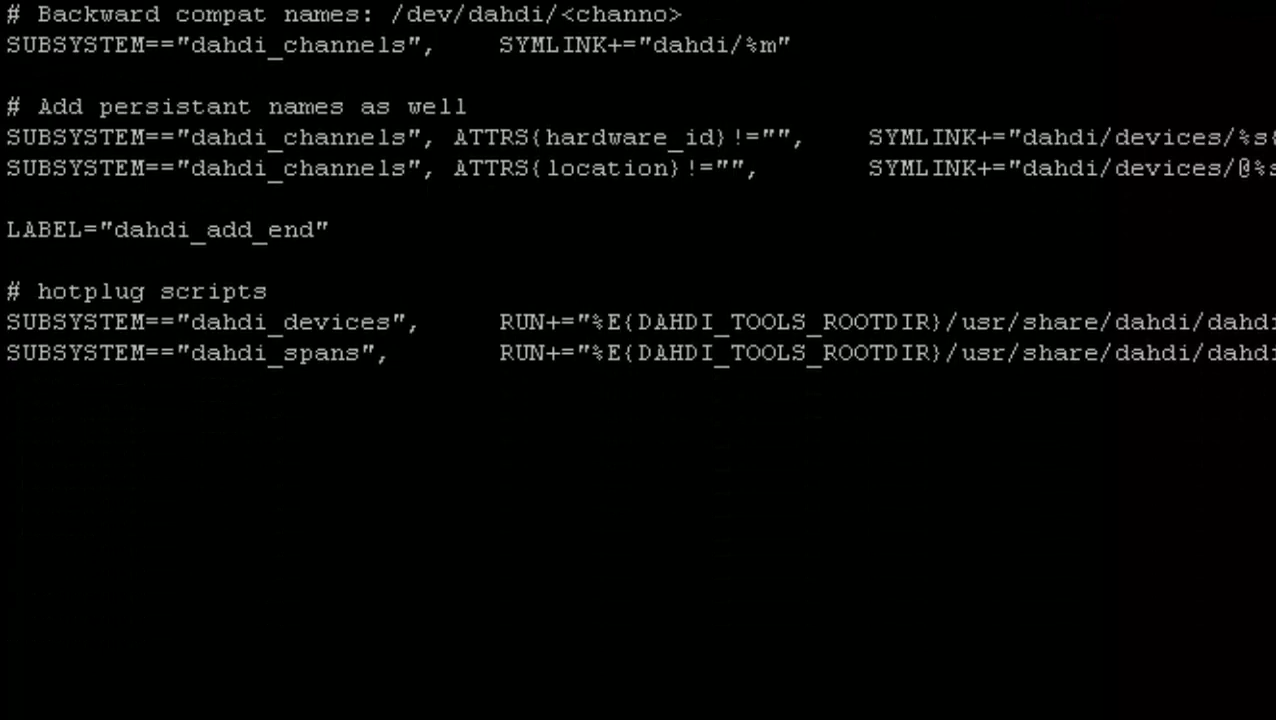 # Backward compat names: /dev/dahdi/<channo>
SUBSYSTEM=="dahdi_channels", SYMLINK+="dahdi/%m"
# Add persistant names as well
SUBSYSTEM=="dahdi_channels", ATTRS{hardware_id}!="", SYMLINK+="dahdi/devices/%s{
SUBSYSTEM=="dahdi_channels", ATTRS{location}!="", SYMLINK+="dahdi/devices/@%s
LABEL="dahdi_add_end"
# hotplug scripts
SUBSYSTEM=="dahdi_devices", RUN+="%E{DAHDI_TOOLS_ROOTDIR}/usr/share/dahdi/dahdi
SUBSYSTEM=="dahdi_spans", RUN+="%E{DAHDI_TOOLS_ROOTDIR}/usr/share/dahdi/dahdi